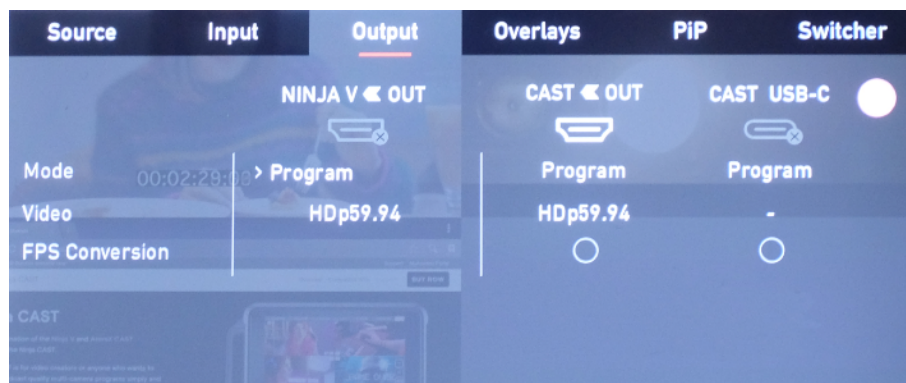 Source Input Output Overlays PiP Switcher
NINJA V OUT CAST OUT CAST USB-C
Mode > Program Program Program
00:02:29:00
Video HDp59.94 HDp59.94 -
FPS Conversion
BUY NOW
CAST